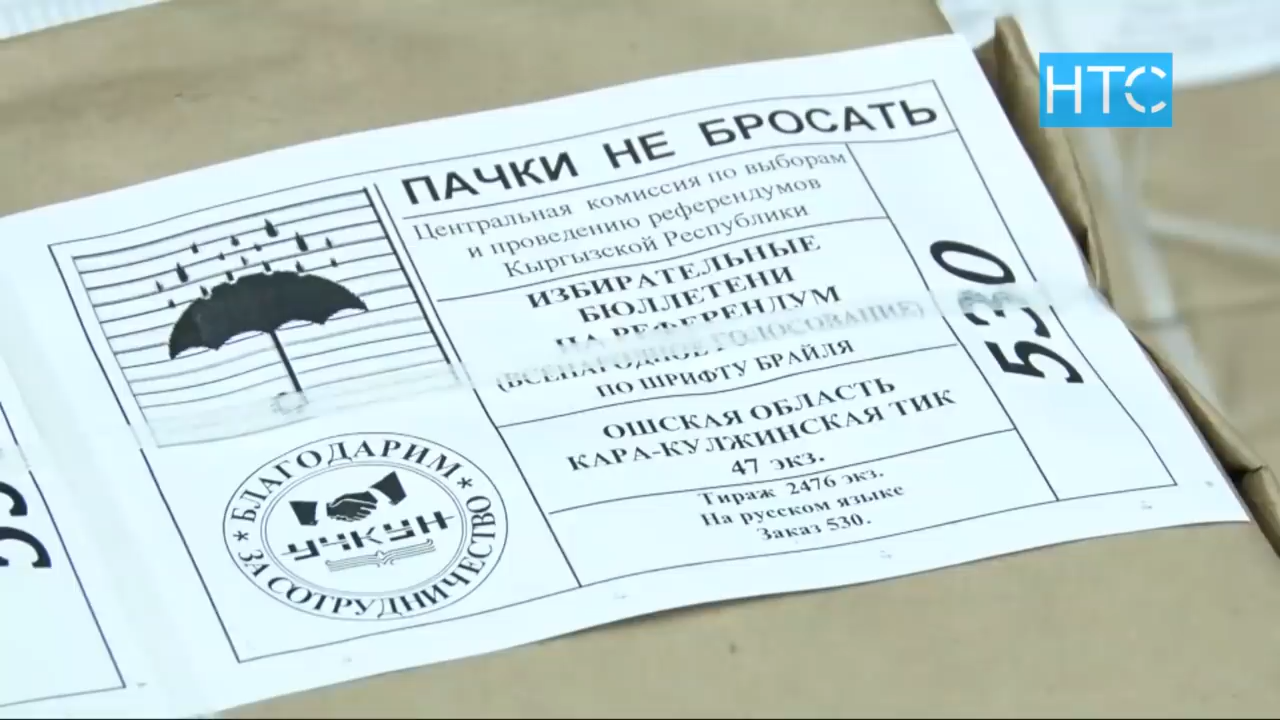 НТС
ПАЧКИ НЕ БРОСАТЬ
Центральная комиссия по выборам
и проведению референдумов
Кыргызской Республики
ИЗБИРАТЕЛЬНЫЕ
БЮЛЛЕТЕНИ
НА РЕФЕРЕНДУМ
(ВСЕНАРОДНОЕ ГОЛОСОВАНИЕ)
ПО ШРИФТУ БРАЙЛЯ
ОШСКАЯ ОБЛАСТЬ
КАРА-КУЛЖИНСКАЯ ТИК
47 экз.
Тираж 2476 экз.
На русском языке
Заказ 530.
530
БЛАГОДАРИМ
УЧКУН
ЗА СОТРУДНИЧЕСТВО